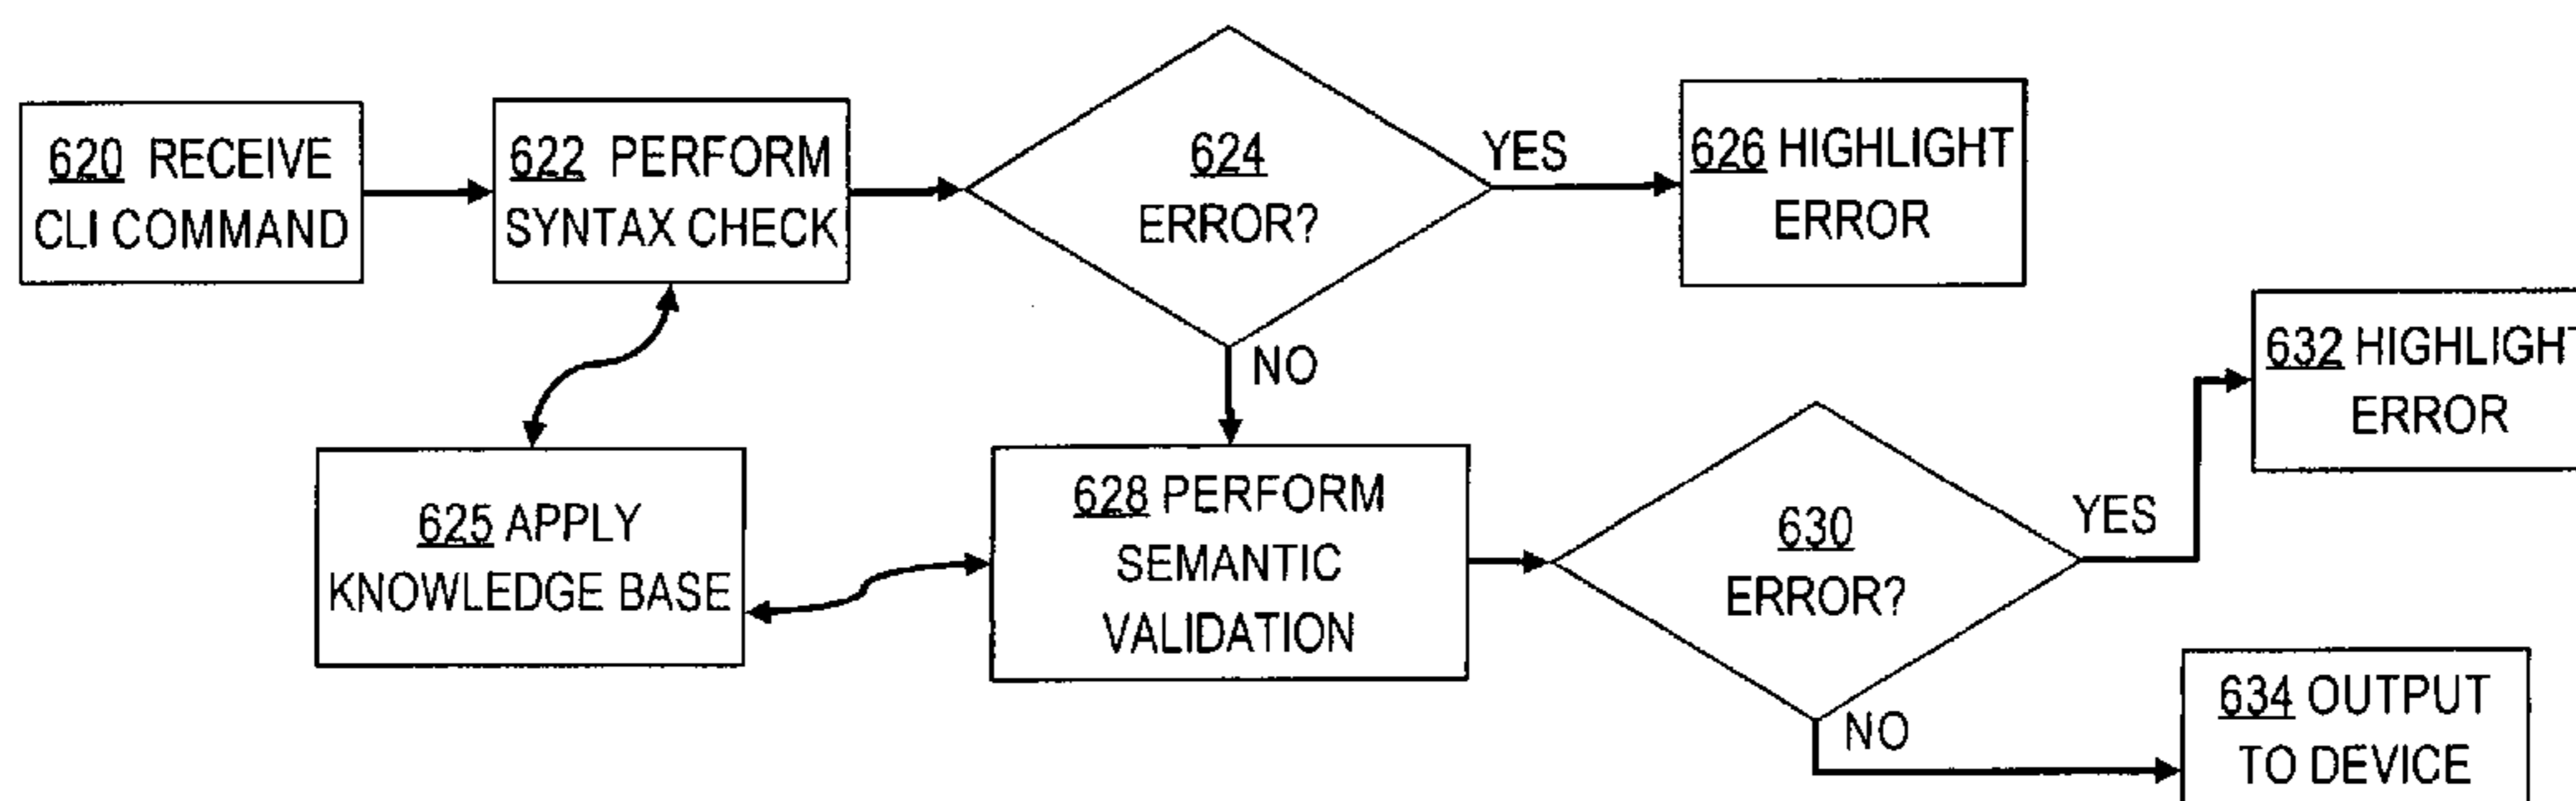 620 RECEIVE
CLI COMMAND
622 PERFORM
SYNTAX CHECK
624
ERROR?
YES
626 HIGHLIGHT
ERROR
NO
625 APPLY
KNOWLEDGE BASE
628 PERFORM
SEMANTIC
VALIDATION
630
ERROR?
YES
632 HIGHLIGHT
ERROR
NO
634 OUTPUT
TO DEVICE